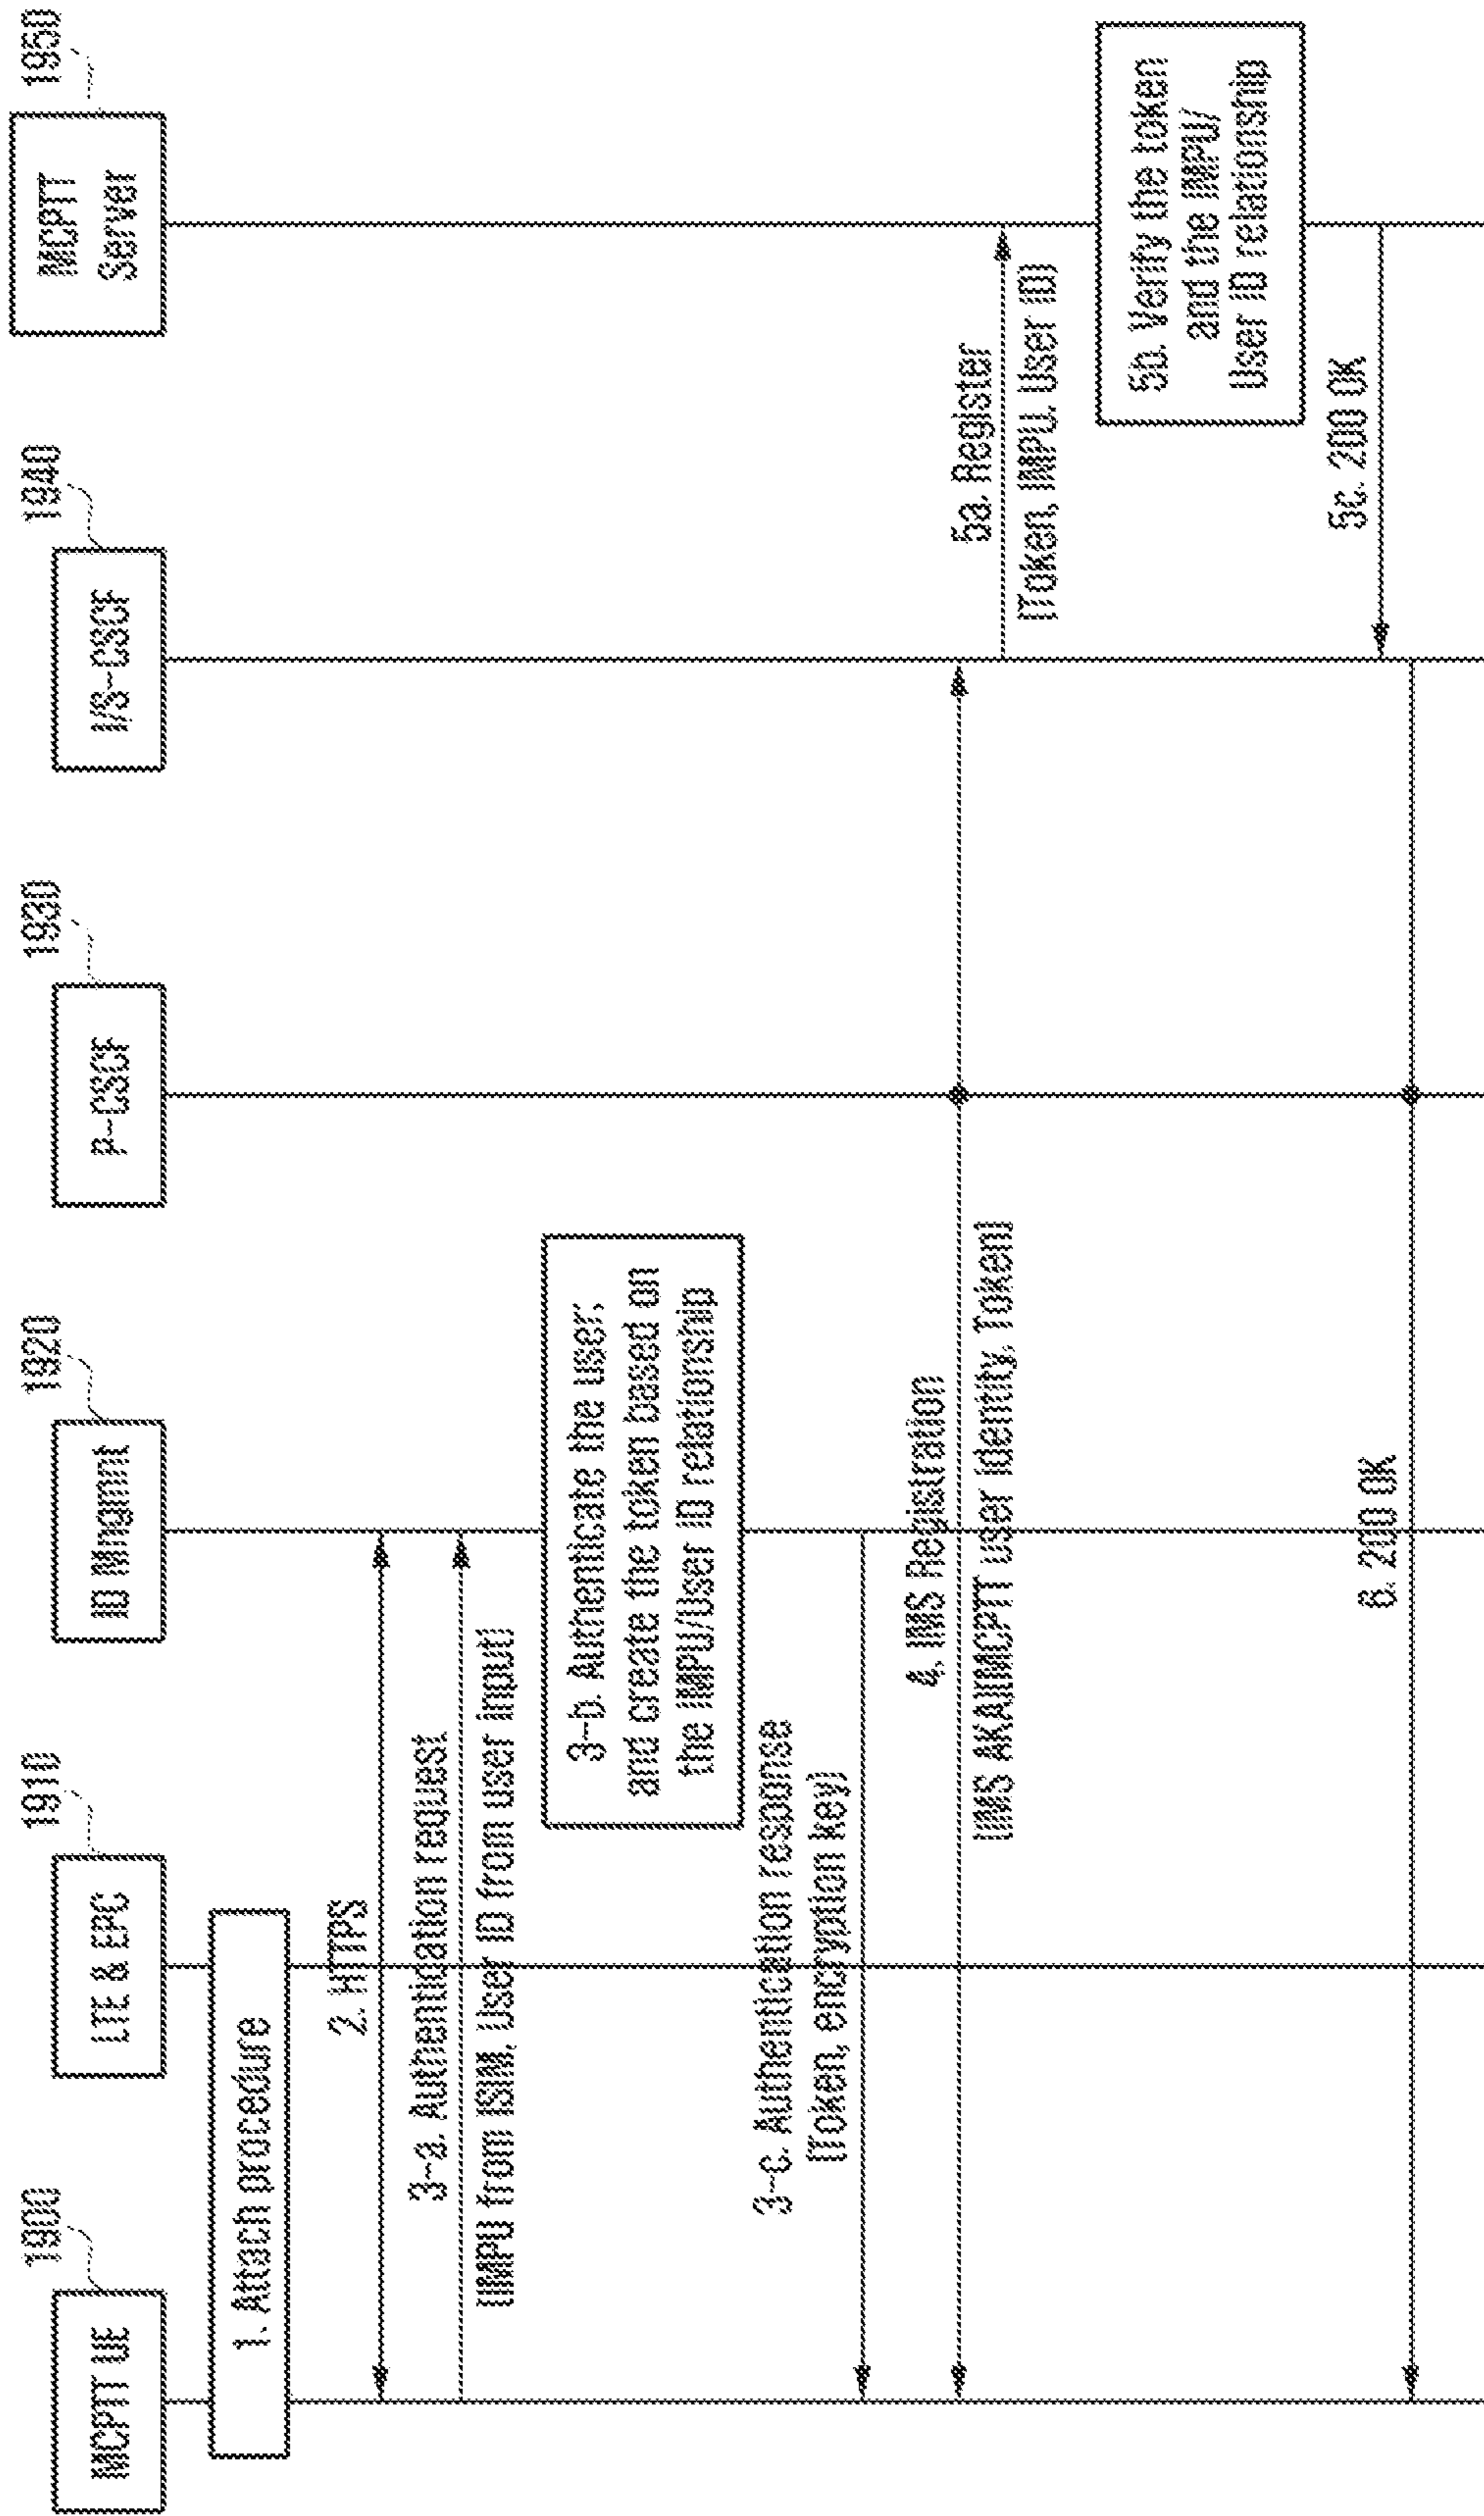 1900
1910
1920
1930
1940
1950
MCPTT UE
LTE & EPC
ID Mngmnt
P-CSCF
I/S-CSCF
MCPTT
Server
1. Attach procedure
2. HTTPS
3-a. Authentication request
(IMPU from ISIM, User ID from user input)
3-b. Authenticate the user,
and create the token based on
the IMPU/User ID relationship
3-c. Authentication response
(Token, encryption key)
4. IMS Registration
(IMS AKA)(MCPTT user identity, Token)
5a. Register
(Token, IMPU, User ID)
5b. Verify the token
and the IMPU/
User ID relationship
5c. 200 OK
6. 200 OK